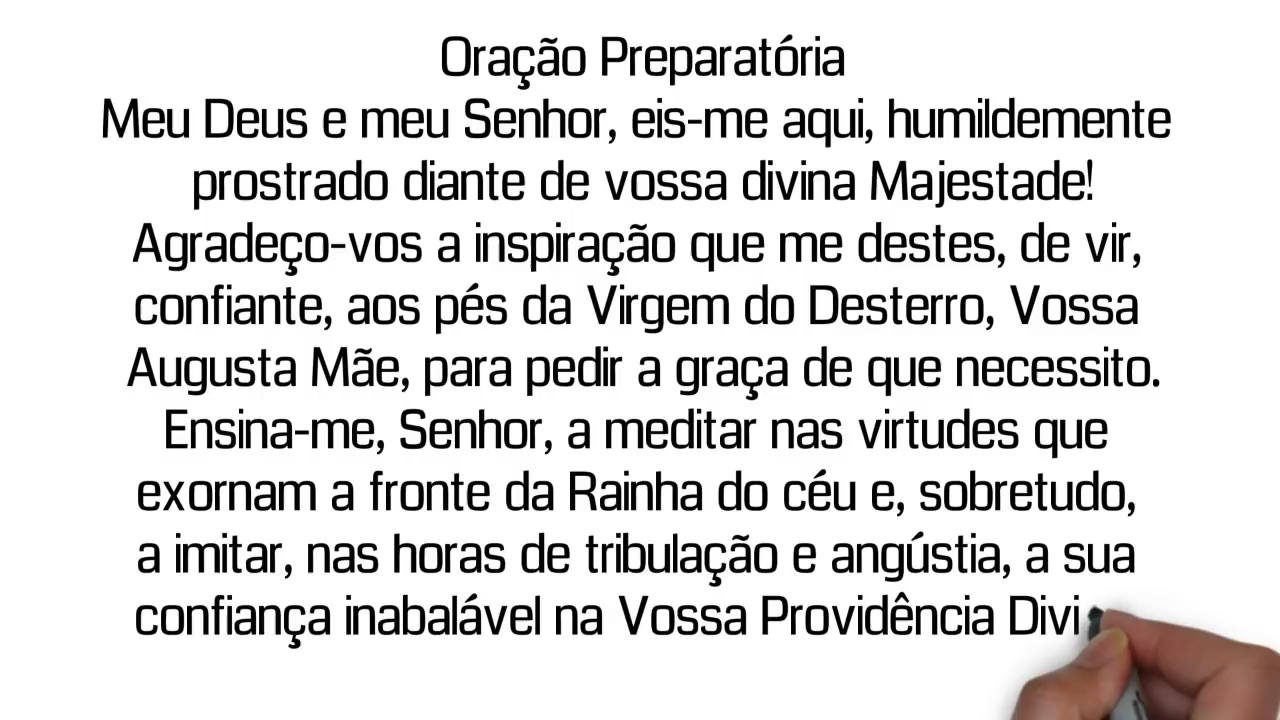 Oração Preparatória
Meu Deus e meu Senhor, eis-me aqui, humildemente
prostrado diante de vossa divina Majestade!
Agradeço-vos a inspiração que me destes, de vir,
confiante, aos pés da Virgem do Desterro, Vossa
Augusta Mãe, para pedir a graça de que necessito.
Ensina-me, Senhor, a meditar nas virtudes que
exornam a fronte da Rainha do céu e, sobretudo,
a imitar, nas horas de tribulação e angústia, a sua
confiança inabalável na Vossa Providência Divi